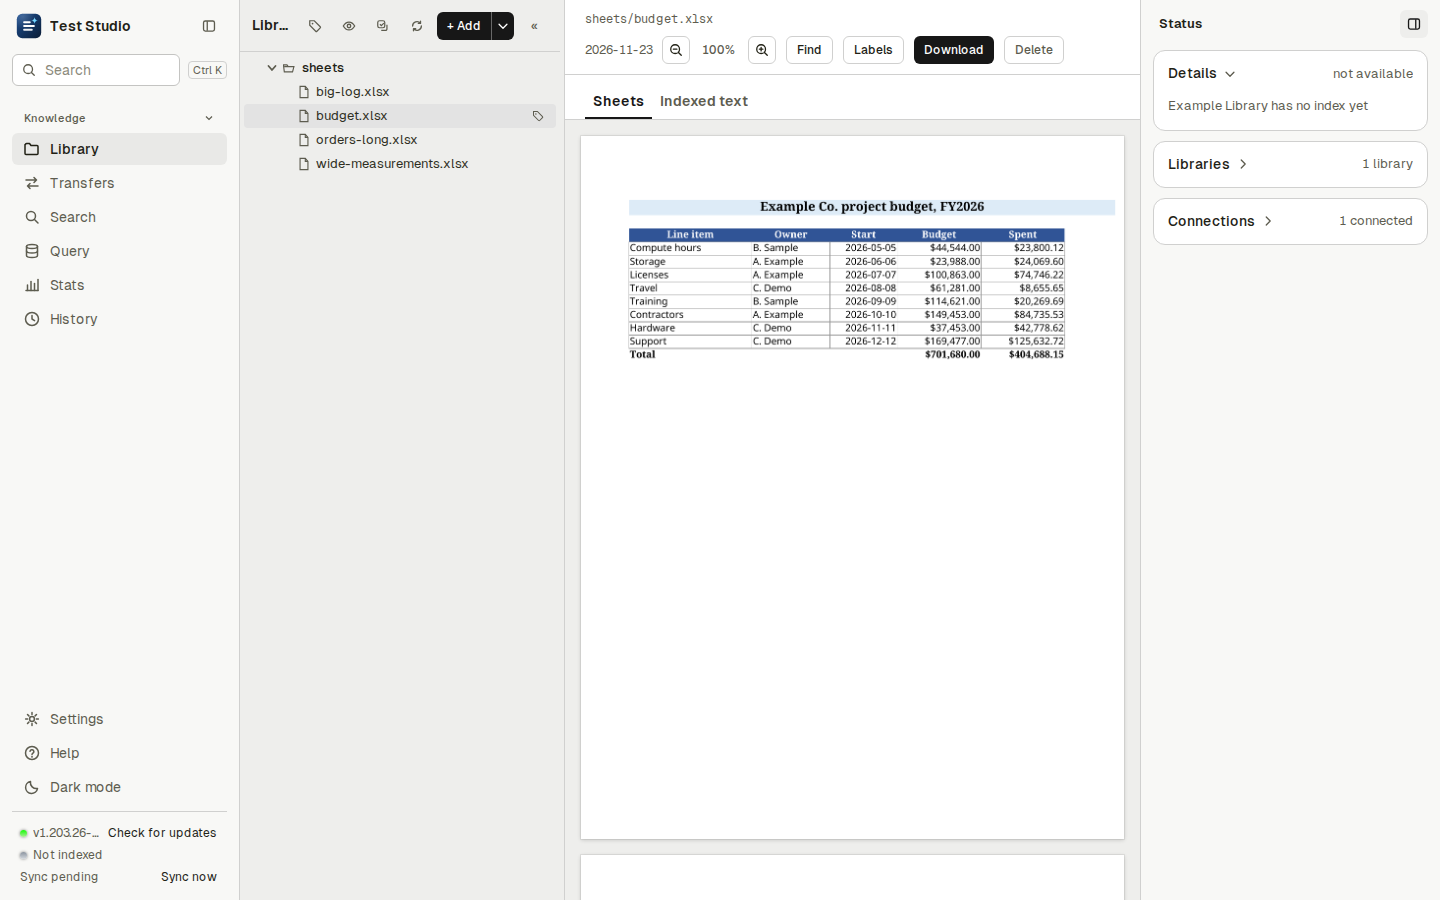 Test Studio
Search
Ctrl K
Knowledge
Library
Transfers
Search
Query
Stats
History
Settings
Help
Dark mode
v1.203.26-... Check for updates
Not indexed
Sync pending Sync now
Libr... + Add «
sheets
big-log.xlsx
budget.xlsx
orders-long.xlsx
wide-measurements.xlsx
sheets/budget.xlsx
2026-11-23 100% Find Labels Download Delete
Sheets Indexed text
Example Co. project budget, FY2026
Line item Owner Start Budget Spent
Compute hours B. Sample 2026-05-05 $44,544.00 $23,800.12
Storage A. Example 2026-06-06 $23,988.00 $24,069.60
Licenses A. Example 2026-07-07 $100,863.00 $74,746.22
Travel C. Demo 2026-08-08 $61,281.00 $8,655.65
Training B. Sample 2026-09-09 $114,621.00 $20,269.69
Contractors A. Example 2026-10-10 $149,453.00 $84,735.53
Hardware C. Demo 2026-11-11 $37,453.00 $42,778.62
Support C. Demo 2026-12-12 $169,477.00 $125,632.72
Total $701,680.00 $404,688.15
Status
Details not available
Example Library has no index yet
Libraries 1 library
Connections 1 connected